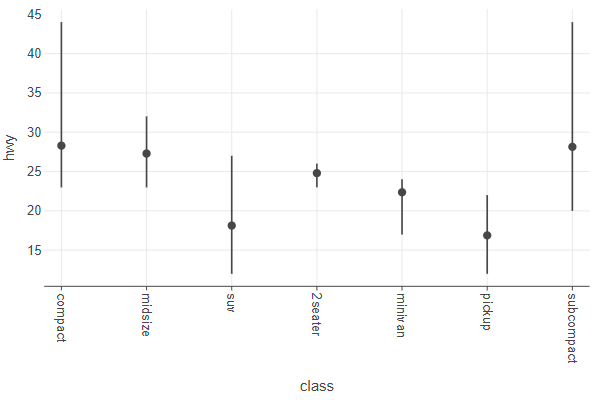 45
40
35
30
25
20
15
hwy
compact
midsize
suv
2seater
minivan
pickup
subcompact
class